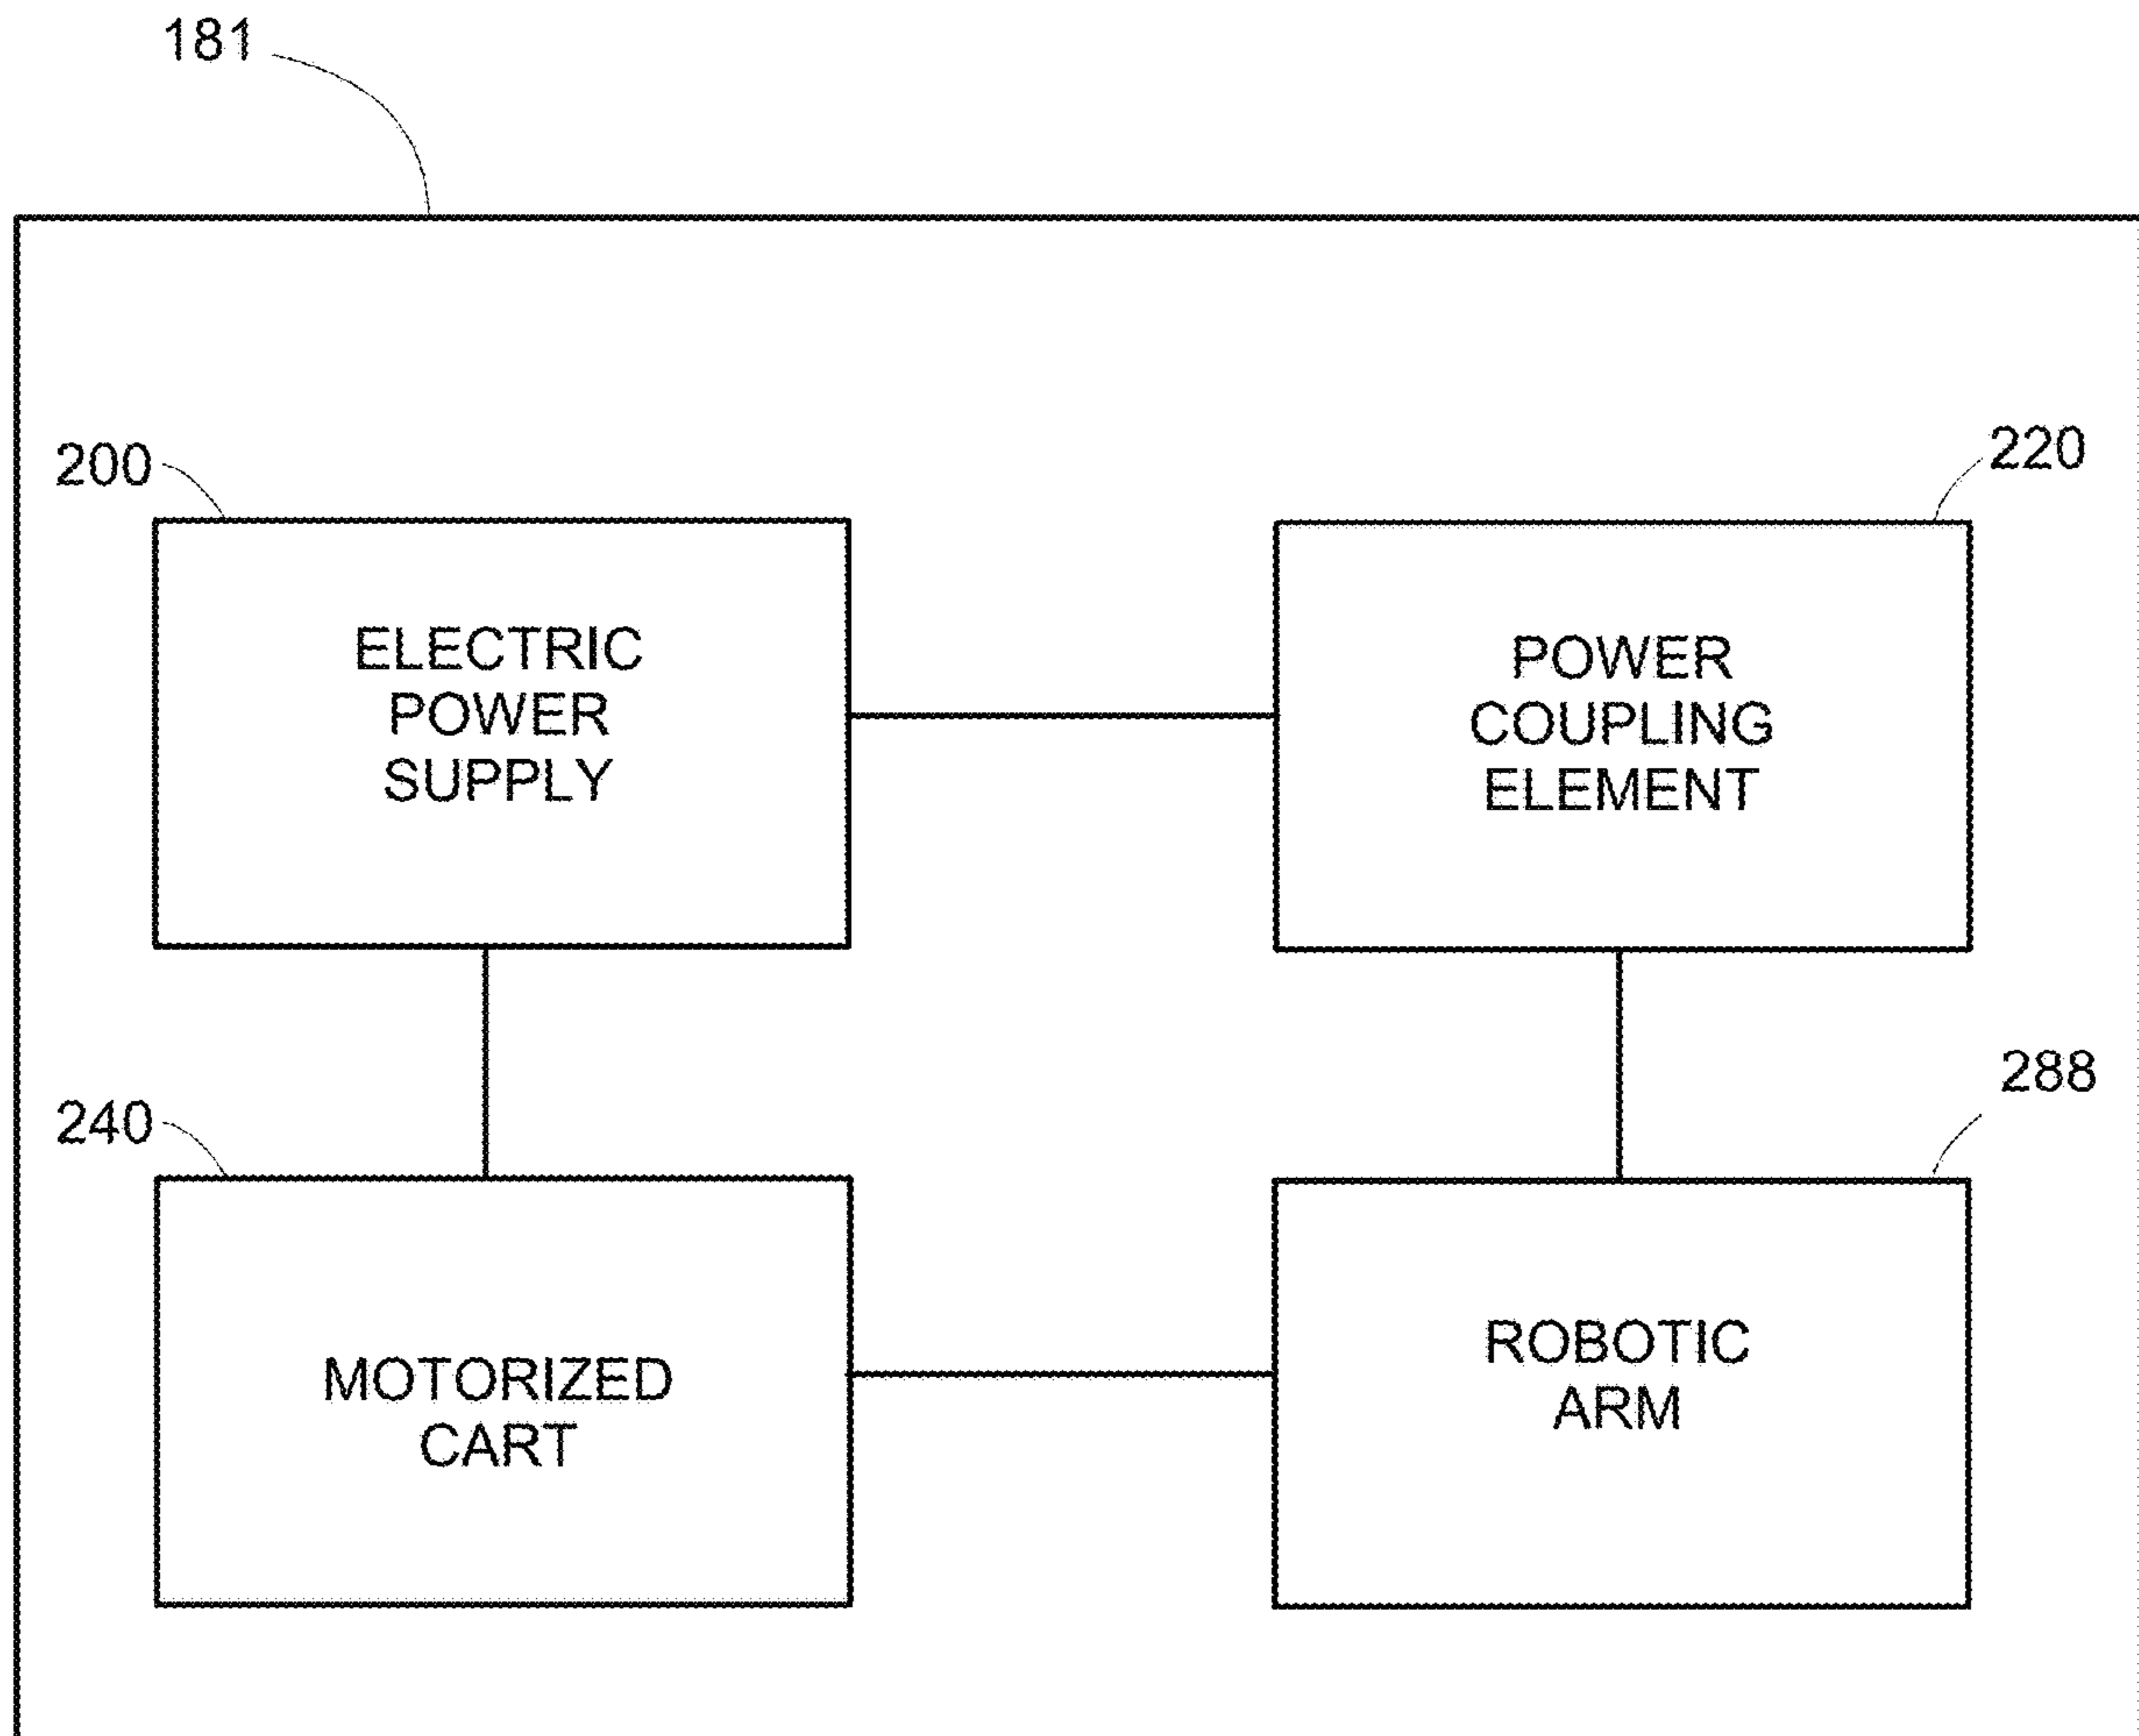 181
200
220
ELECTRIC
POWER
SUPPLY
POWER
COUPLING
ELEMENT
240
288
MOTORIZED
CART
ROBOTIC
ARM